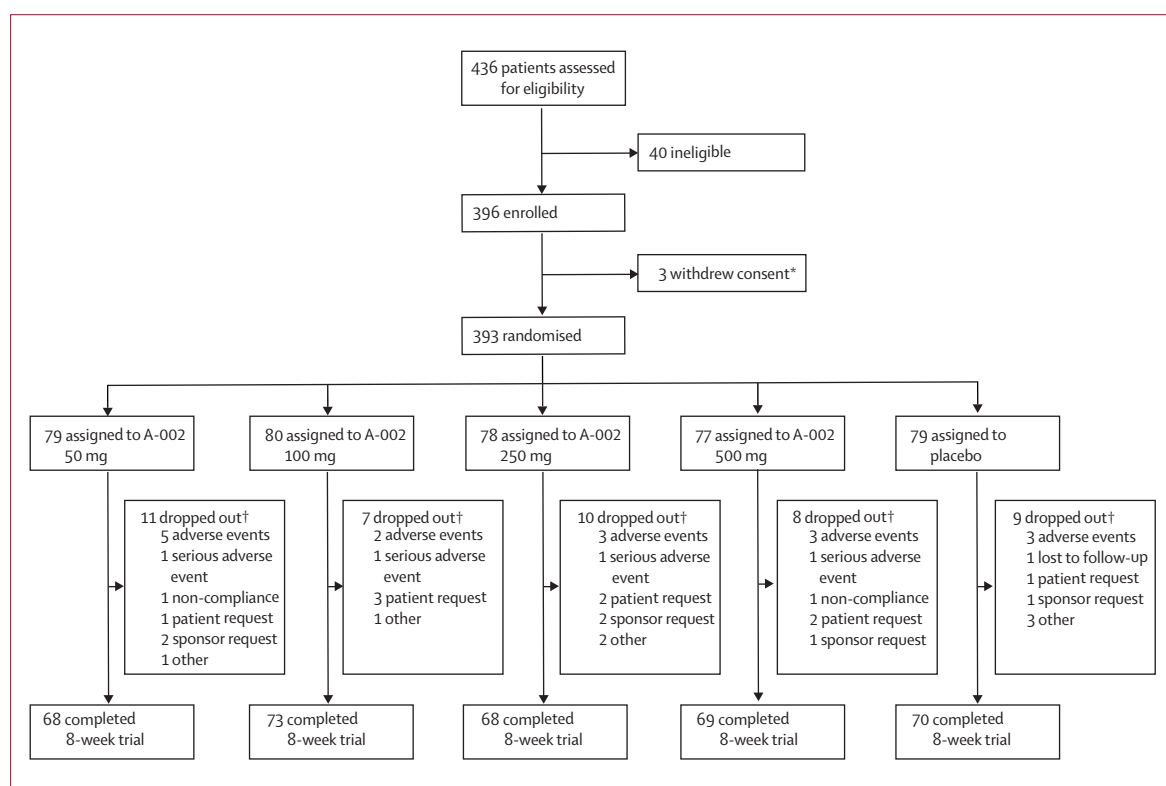 436 patients assessed
for eligibility
40 ineligible
396 enrolled
3 withdrew consent*
393 randomised
79 assigned to A-002
50 mg
80 assigned to A-002
100 mg
78 assigned to A-002
250 mg
77 assigned to A-002
500 mg
79 assigned to
placebo
11 dropped out†
5 adverse events
1 serious adverse
event
1 non-compliance
1 patient request
2 sponsor request
1 other
7 dropped out†
2 adverse events
1 serious adverse
event
3 patient request
1 other
10 dropped out†
3 adverse events
1 serious adverse
event
2 patient request
2 sponsor request
2 other
8 dropped out†
3 adverse events
1 serious adverse
event
1 non-compliance
2 patient request
1 sponsor request
9 dropped out†
3 adverse events
1 lost to follow-up
1 patient request
1 sponsor request
3 other
68 completed
8-week trial
73 completed
8-week trial
68 completed
8-week trial
69 completed
8-week trial
70 completed
8-week trial